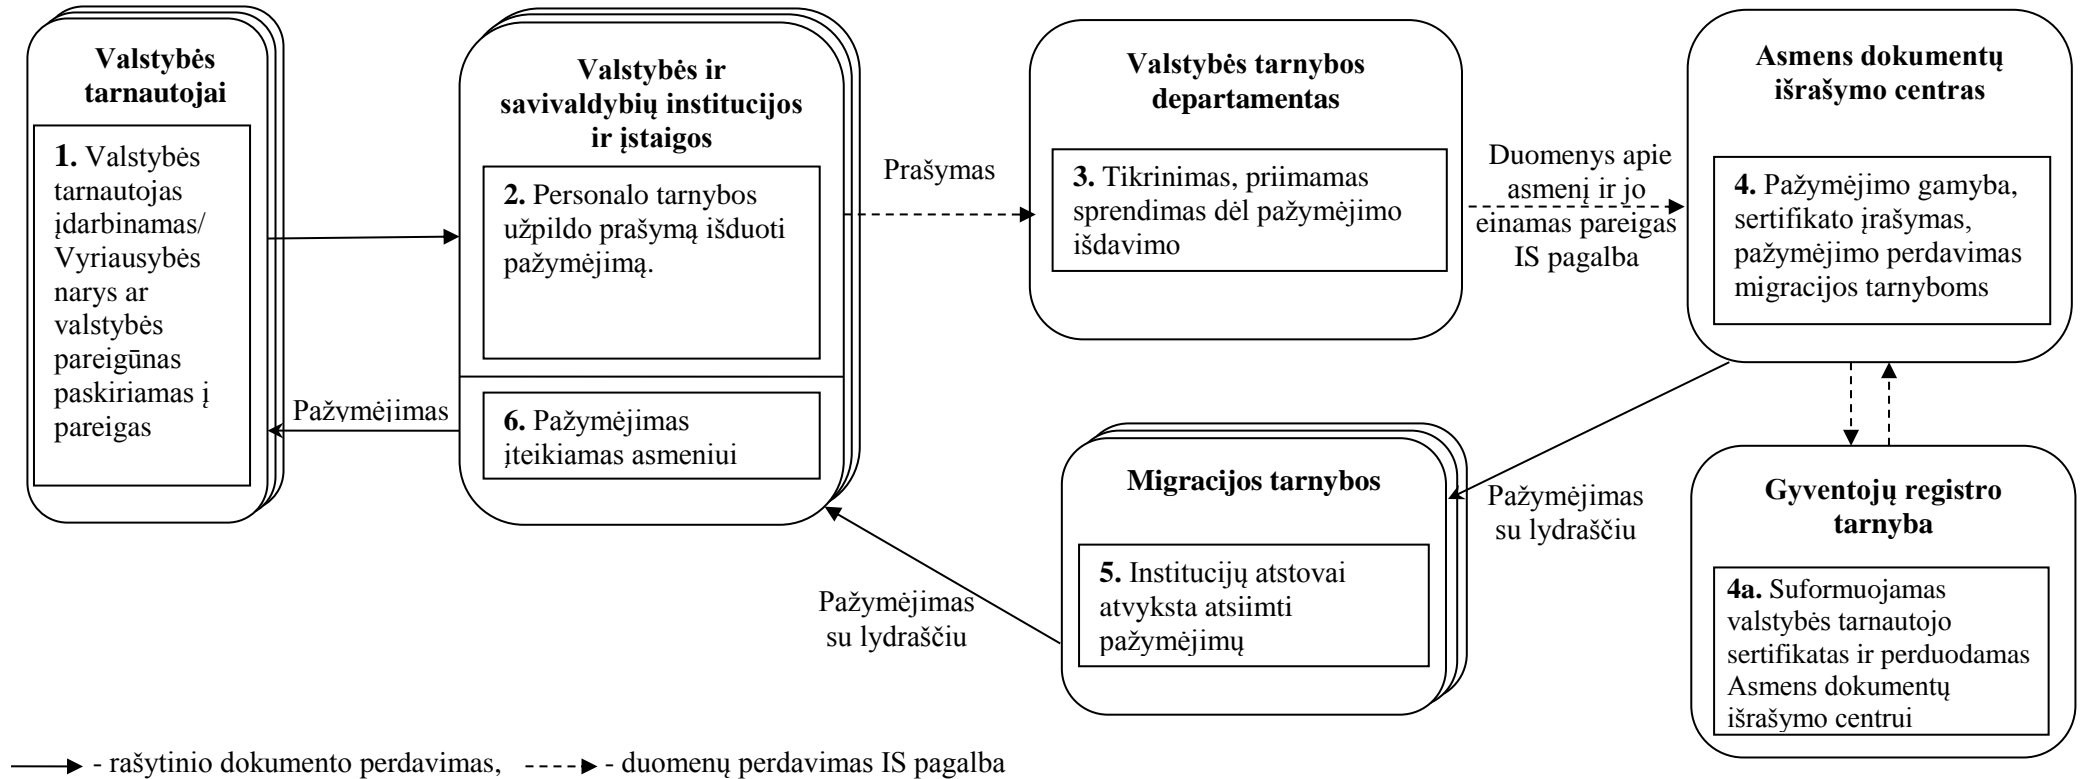 Valstybės
tarnautojai
1. Valstybės
tarnautojas
įdarbinamas/
Vyriausybės
narys ar
valstybės
pareigūnas
paskiriamas į
pareigas
Valstybės ir
savivaldybių institucijos
ir įstaigos
2. Personalo tarnybos
užpildo prašymą išduoti
pažymėjimą.
Pažymėjimas
6. Pažymėjimas
įteikiamas asmeniui
Prašymas
Valstybės tarnybos
departamentas
3. Tikrinimas, priimamas
sprendimas dėl pažymėjimo
išdavimo
Duomenys apie
asmenį ir jo
einamas pareigas
IS pagalba
Asmens dokumentų
išrašymo centras
4. Pažymėjimo gamyba,
sertifikato įrašymas,
pažymėjimo perdavimas
migracijos tarnyboms
Gyventojų registro
tarnyba
4a. Suformuojamas
valstybės tarnautojo
sertifikatas ir perduodamas
Asmens dokumentų
išrašymo centrui
Pažymėjimas
su lydraščiu
Migracijos tarnybos
5. Institucijų atstovai
atvyksta atsiimti
pažymėjimų
Pažymėjimas
su lydraščiu
- rašytinio dokumento perdavimas, - duomenų perdavimas IS pagalba